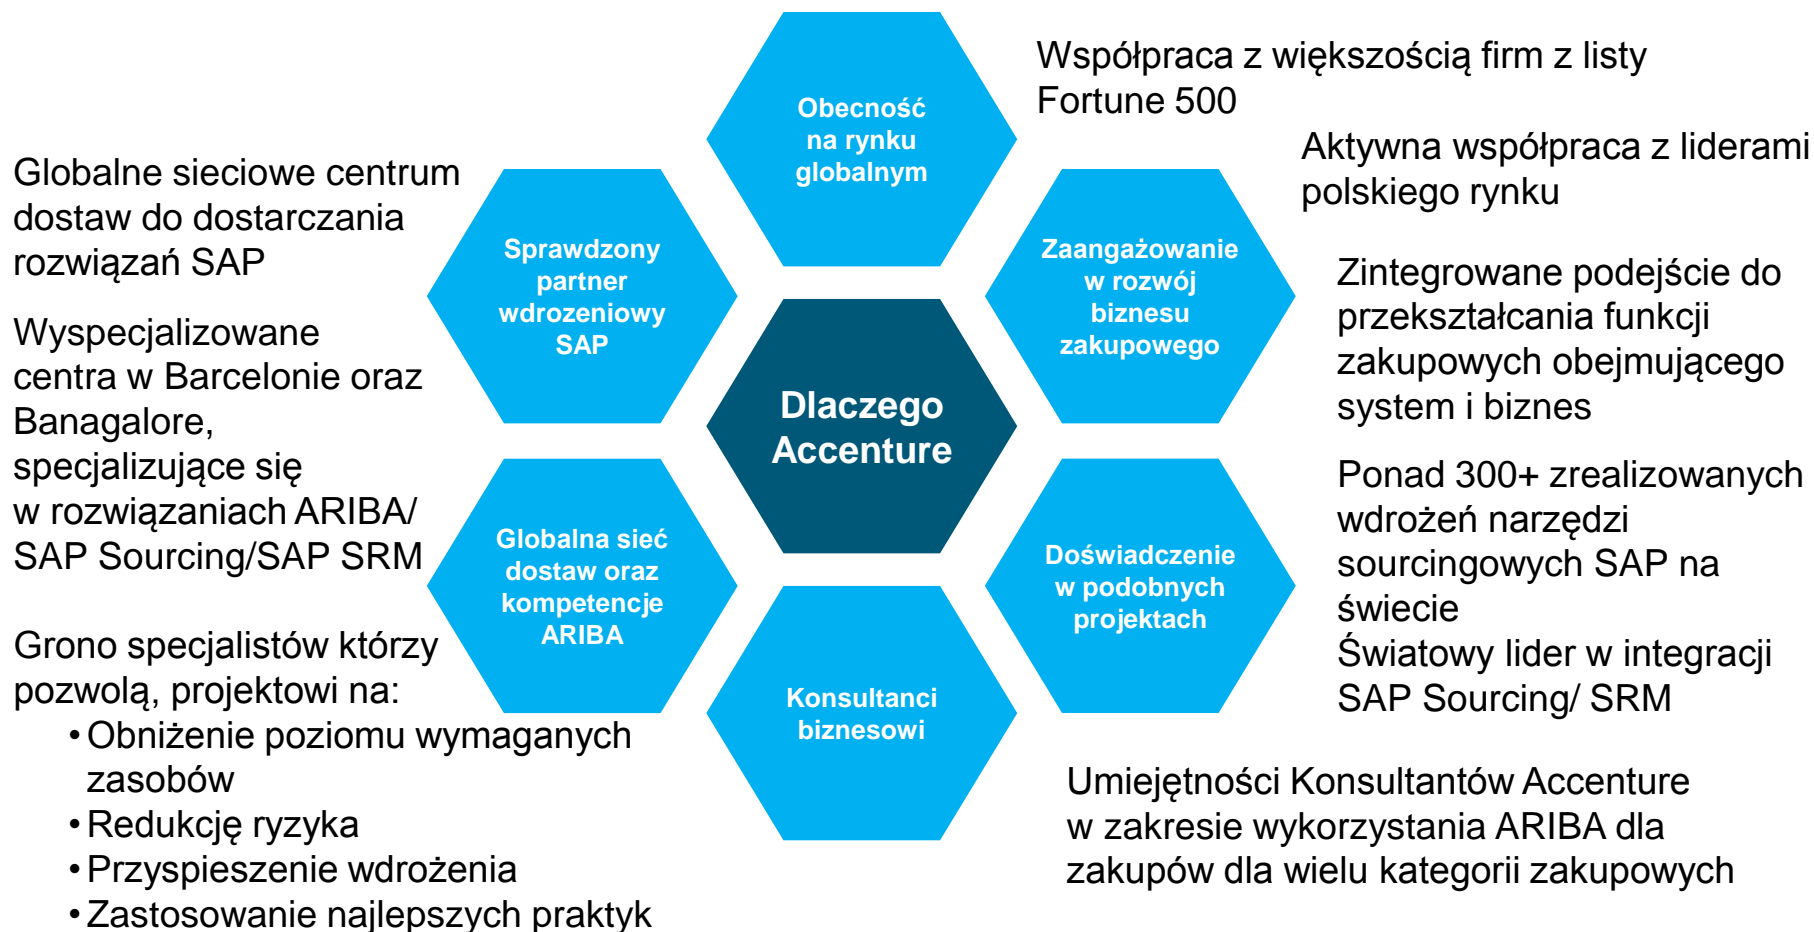 Obecność
na rynku
globalnym
Współpraca z większością firm z listy
Fortune 500
Aktywna współpraca z liderami
polskiego rynku
Globalne sieciowe centrum
dostaw do dostarczania
rozwiązań SAP
Sprawdzony
partner
wdrozeniowy
SAP
Zaangażowanie
w rozwój
biznesu
zakupowego
Zintegrowane podejście do
przekształcania funkcji
zakupowych obejmującego
system i biznes
Wyspecjalizowane
centra w Barcelonie oraz
Banagalore,
specjalizujące się
w rozwiązaniach ARIBA/
SAP Sourcing/SAP SRM
Dlaczego
Accenture
Ponad 300+ zrealizowanych
wdrożeń narzędzi
sourcingowych SAP na
świecie
Światowy lider w integracji
SAP Sourcing/ SRM
Globalna sieć
dostaw oraz
kompetencje
ARIBA
Doświadczenie
w podobnych
projektach
Grono specjalistów którzy
pozwolą, projektowi na:
• Obniżenie poziomu wymaganych
zasobów
• Redukcję ryzyka
• Przyspieszenie wdrożenia
• Zastosowanie najlepszych praktyk
Konsultanci
biznesowi
Umiejętności Konsultantów Accenture
w zakresie wykorzystania ARIBA dla
zakupów dla wielu kategorii zakupowych